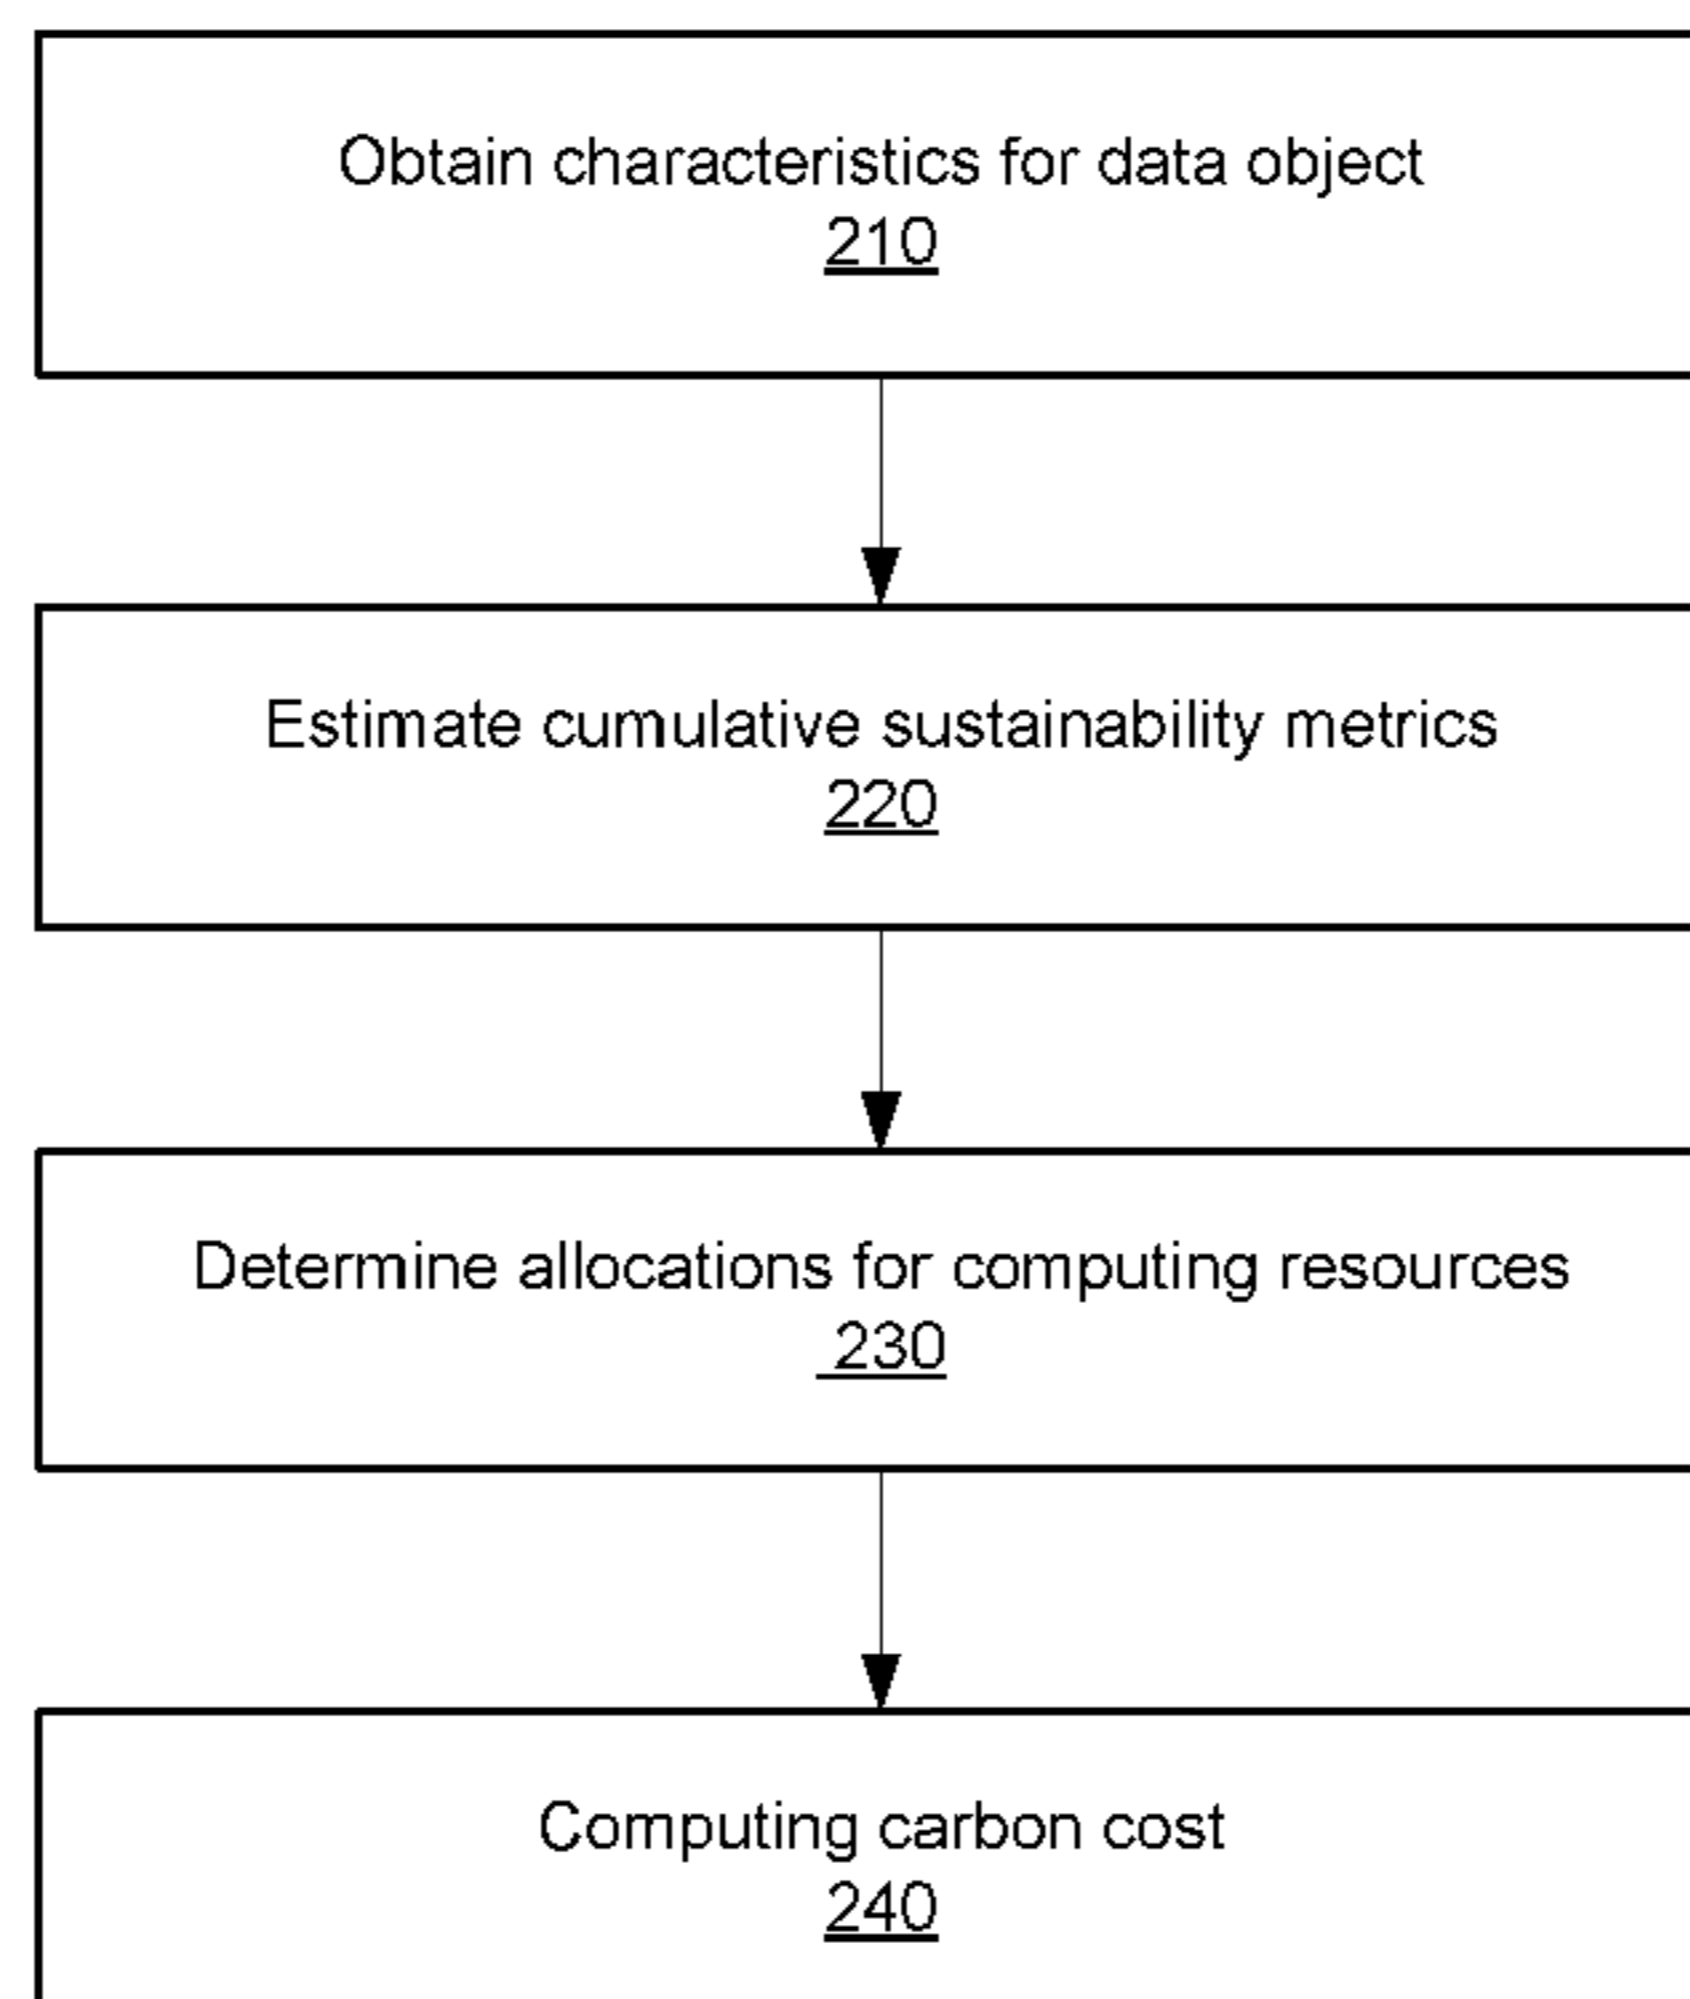 Obtain characteristics for data object
210
Estimate cumulative sustainability metrics
220
Determine allocations for computing resources
230
Computing carbon cost
240